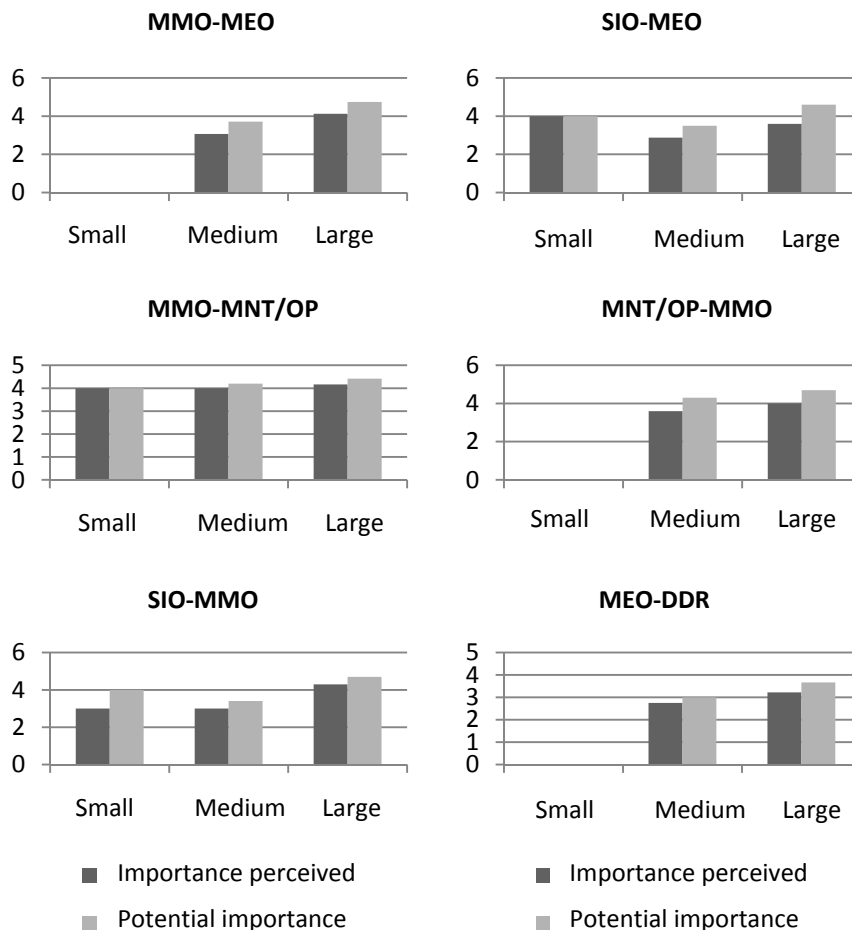 MMO-MEO
6
4
2
0
Small Medium Large
SIO-MEO
6
4
2
0
Small Medium Large
MMO-MNT/OP
5
4
3
2
1
0
Small Medium Large
MNT/OP-MMO
6
4
2
0
Small Medium Large
SIO-MMO
6
4
2
0
Small Medium Large
Importance perceived
Potential importance
MEO-DDR
5
4
3
2
1
0
Small Medium Large
Importance perceived
Potential importance